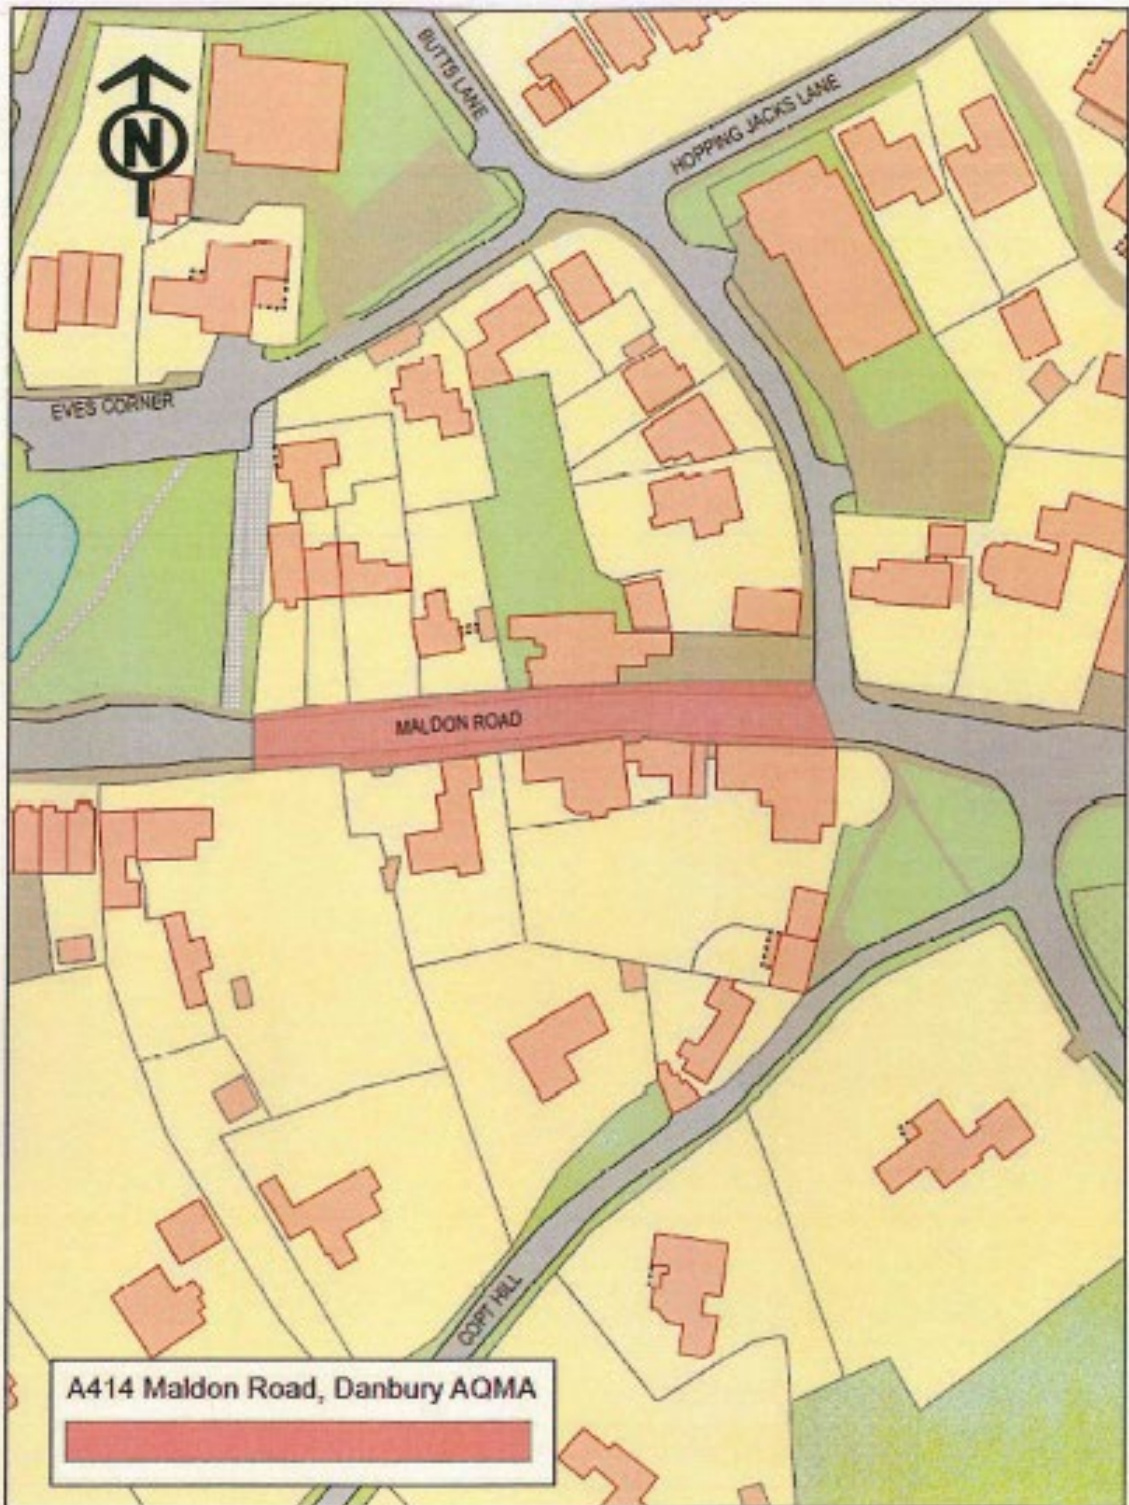 BUTTS LANE
HOPPING JACKS LANE
N
EVES CORNER
MALDON ROAD
COPT HILL
A414 Maldon Road, Danbury AQMA